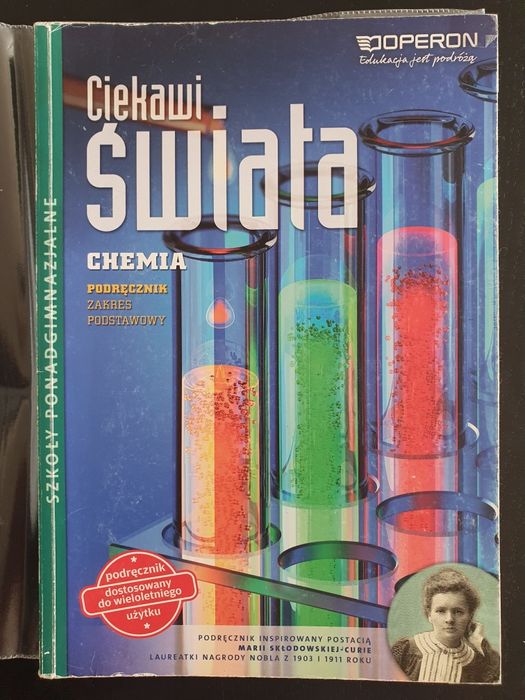 OPERON
Edukacja jest podróżą
Ciekawi
świata
CHEMIA
PODRĘCZNIK
ZAKRES
PODSTAWOWY
SZKOŁY PONADGIMNAZJALNE
podręcznik
dostosowany
do wieloletniego
użytku
PODRĘCZNIK INSPIROWANY POSTACIĄ
MARII SKŁODOWSKIEJ-CURIE
LAUREATKI NAGRODY NOBLA Z 1903 I 1911 ROKU